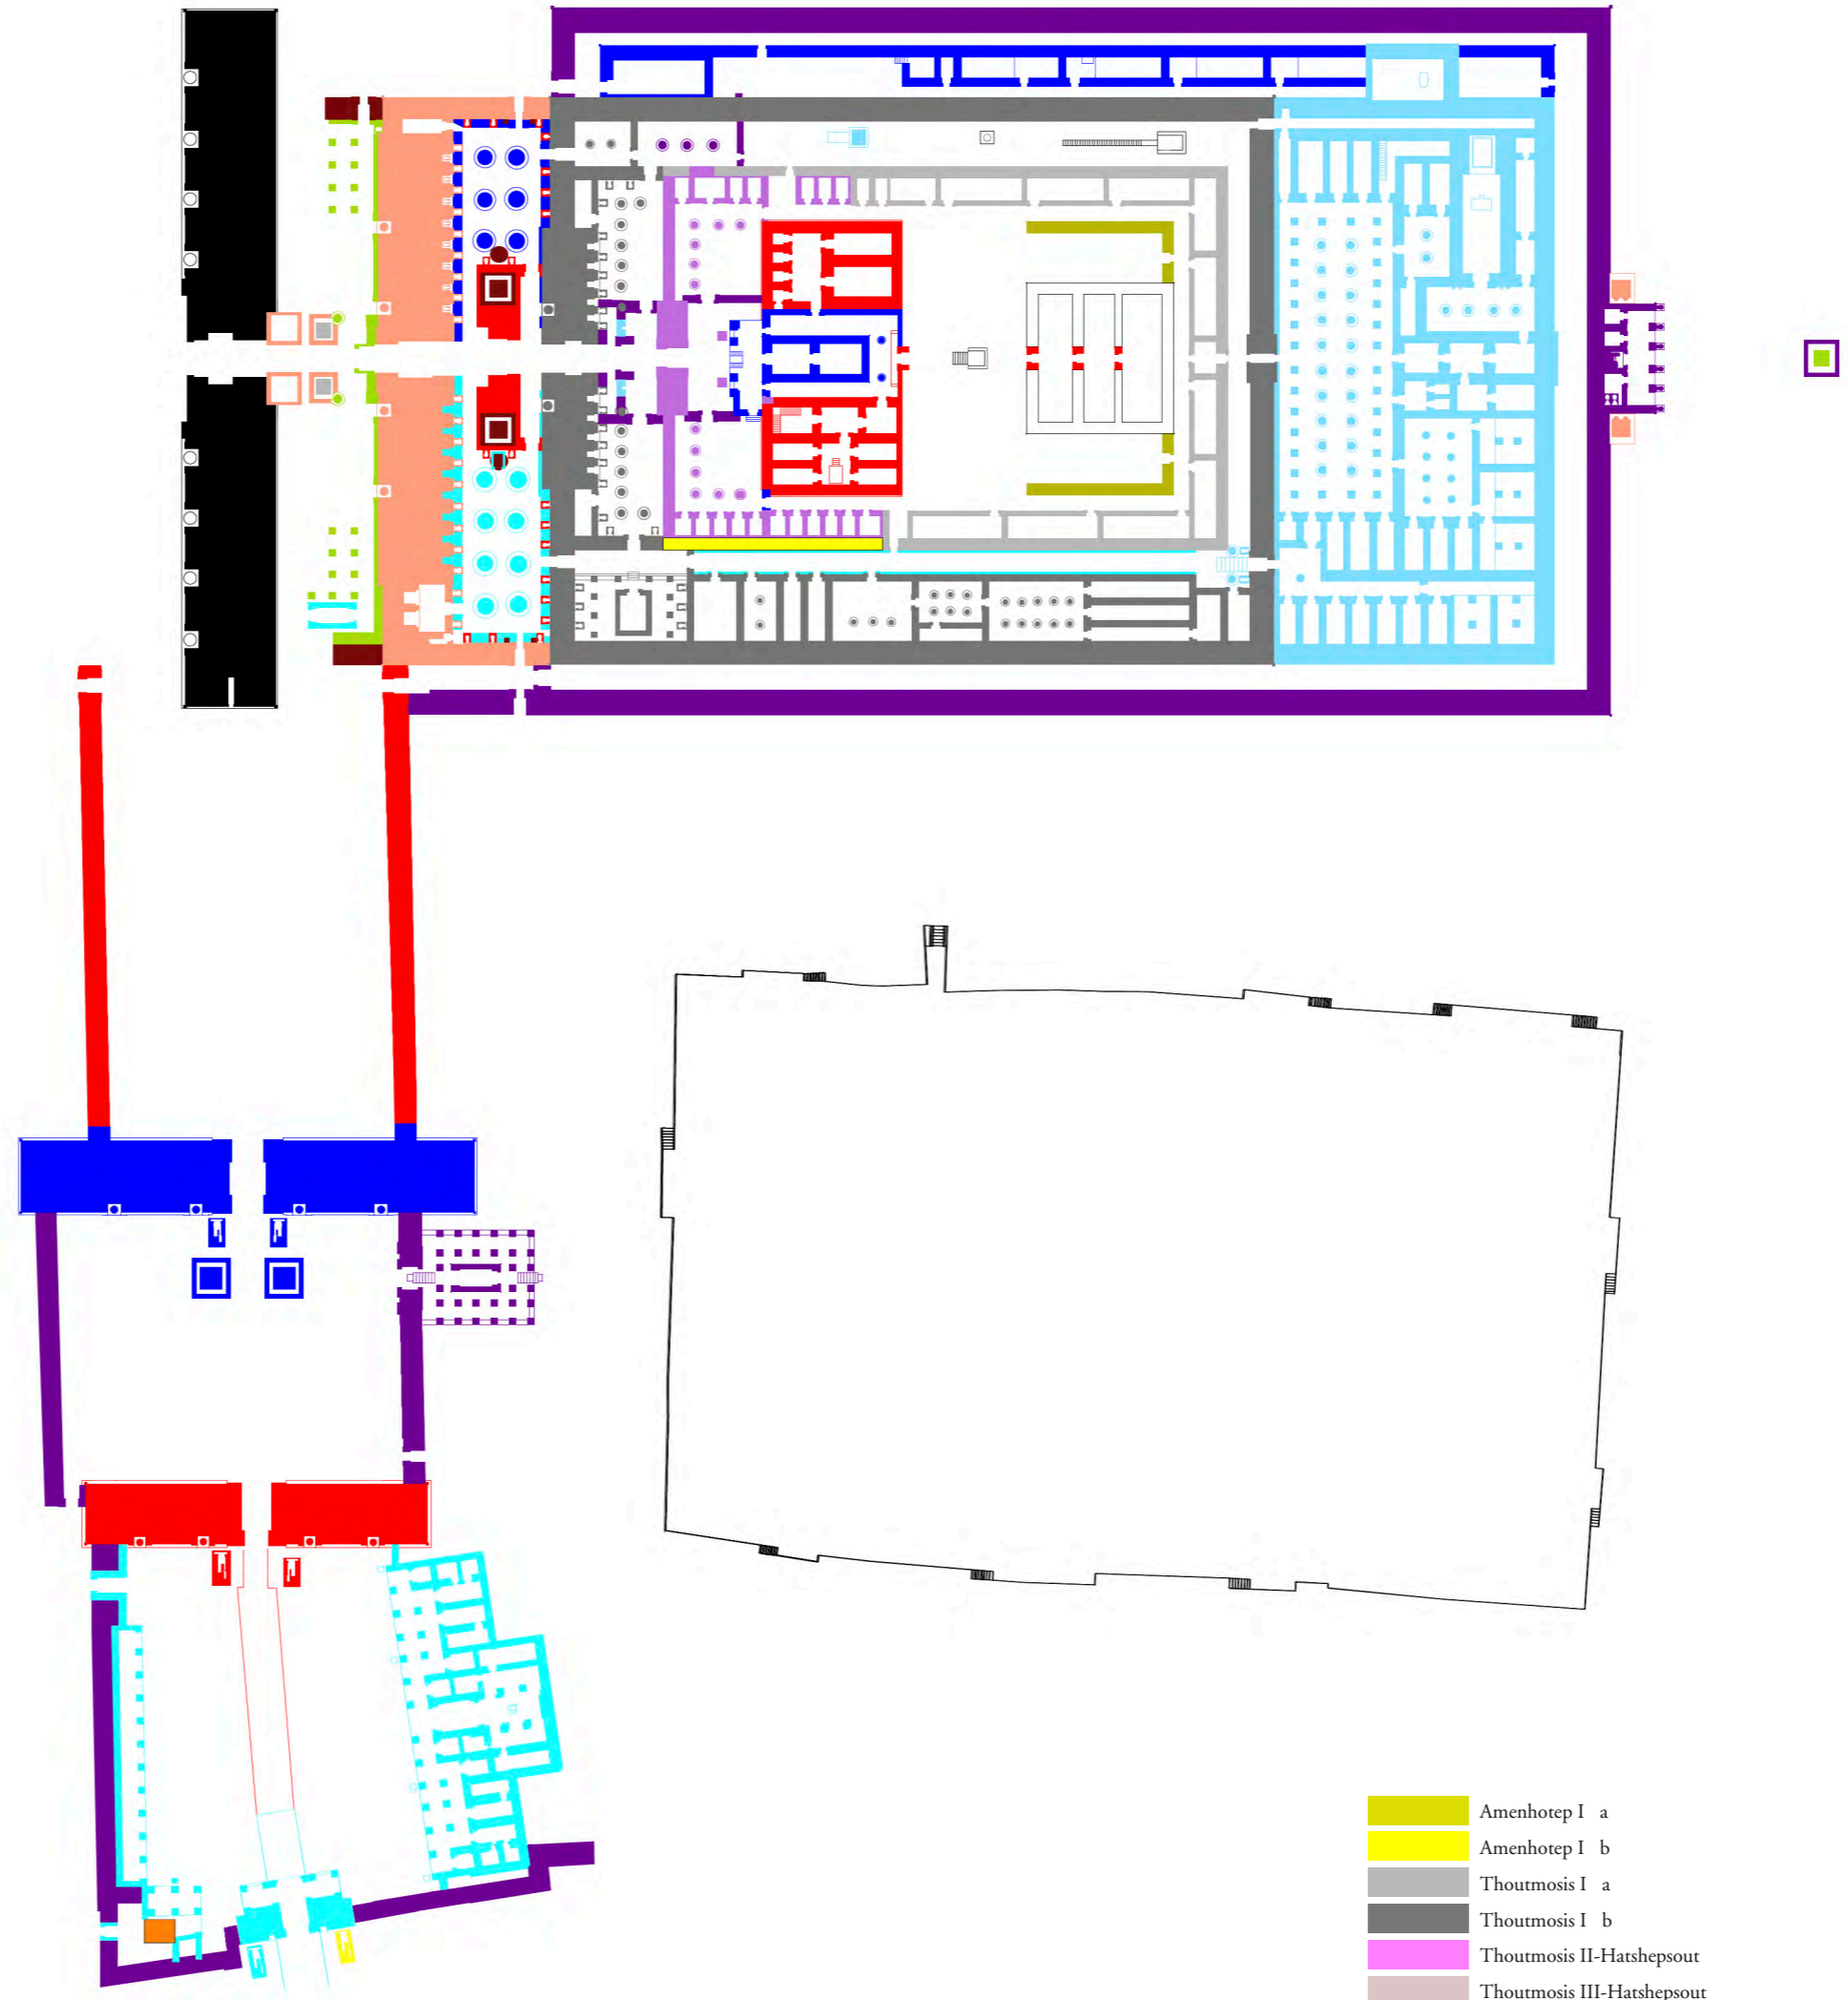 Amenhotep I a
Amenhotep I b
Thoutmosis I a
Thoutmosis I b
Thoutmosis II-Hatshepsout
Thoutmosis III-Hatshepsout